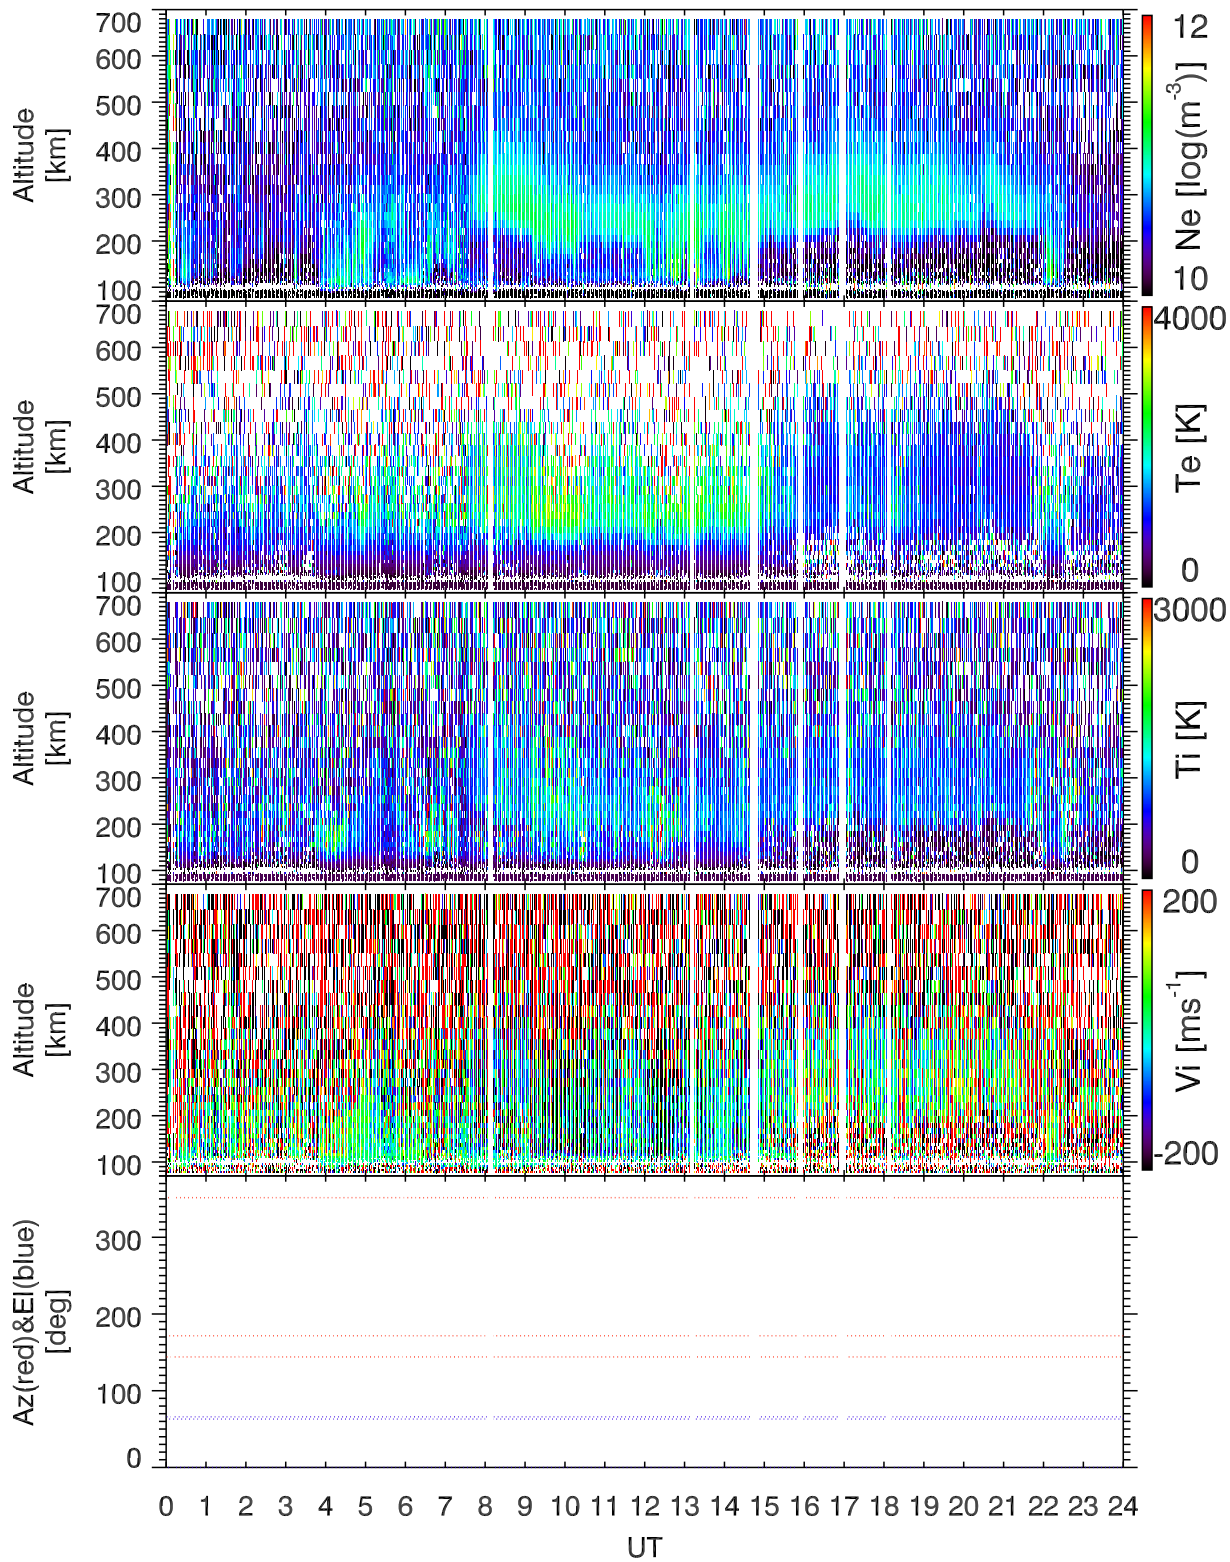 700
600
500
400
300
200
100
Altitude
[km]
12
10
Ne [log(m⁻³)]
700
600
500
400
300
200
100
Altitude
[km]
4000
0
Te [K]
700
600
500
400
300
200
100
Altitude
[km]
3000
0
Ti [K]
700
600
500
400
300
200
100
Altitude
[km]
200
-200
Vi [ms⁻¹]
300
200
100
0
Az(red)&El(blue)
[deg]
0 1 2 3 4 5 6 7 8 9 10 11 12 13 14 15 16 17 18 19 20 21 22 23 24
UT